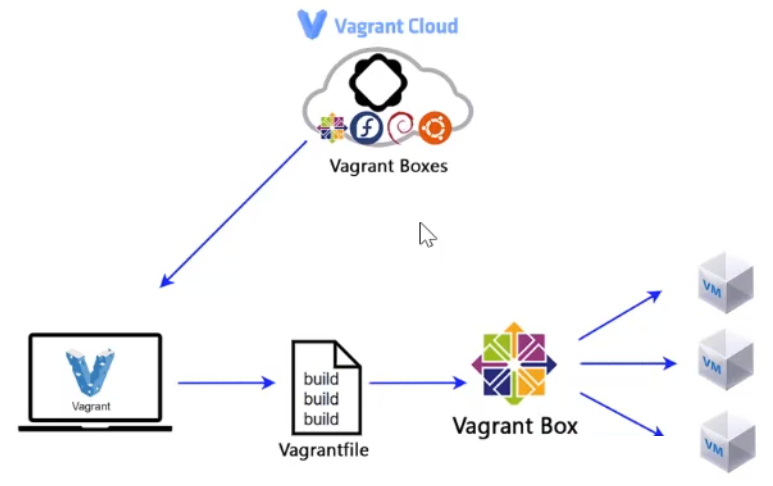 Vagrant Cloud
Vagrant Boxes
VM
Vagrant
build
build
build
Vagrantfile
Vagrant Box
VM
VM